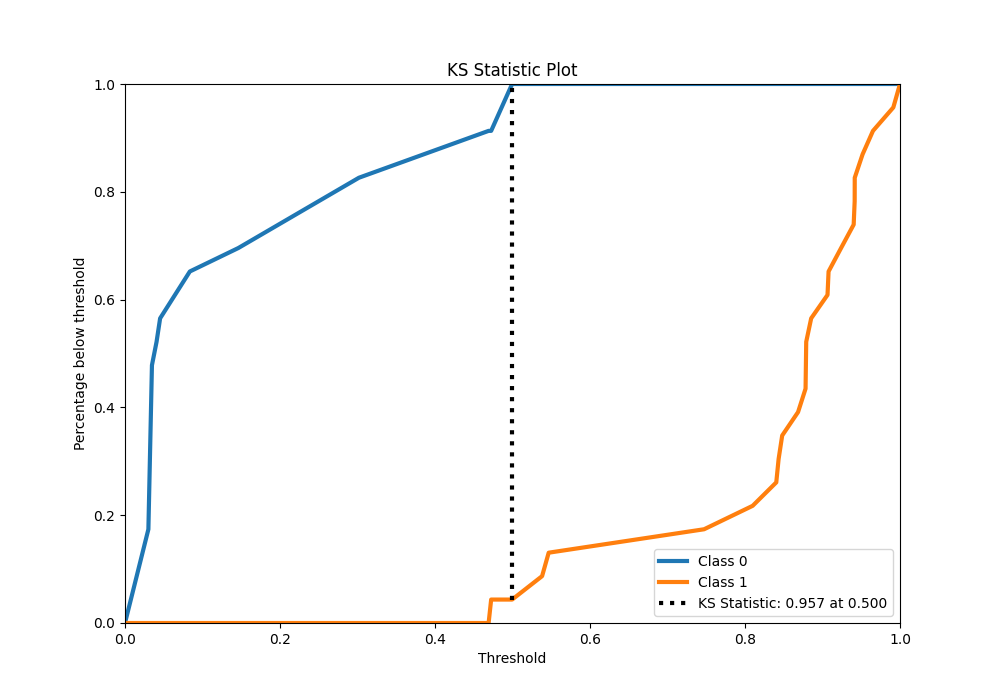 KS Statistic Plot
Percentage below threshold
1.0
0.8
0.6
0.4
0.2
0.0
0.0 0.2 0.4 0.6 0.8 1.0
Threshold
Class 0
Class 1
KS Statistic: 0.957 at 0.500